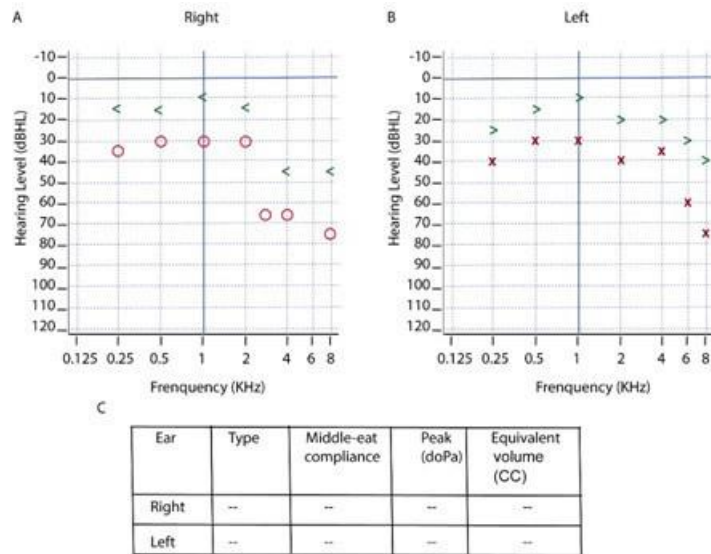 A
Right
-10
0
10
20
30
40
50
60
70
80
90
100
110
120
Hearing Level (dBHL)
0.125 0.25 0.5 1 2 4 6 8
Frenquency (KHz)
B
Left
-10
0
10
20
30
40
50
60
70
80
90
100
110
120
Hearing Level (dBHL)
0.125 0.25 0.5 1 2 4 6 8
Frenquency (KHz)
C
Ear Type Middle-eat Peak Equivalent
compliance (doPa) volume
(CC)
Right -- -- -- --
Left -- -- -- --